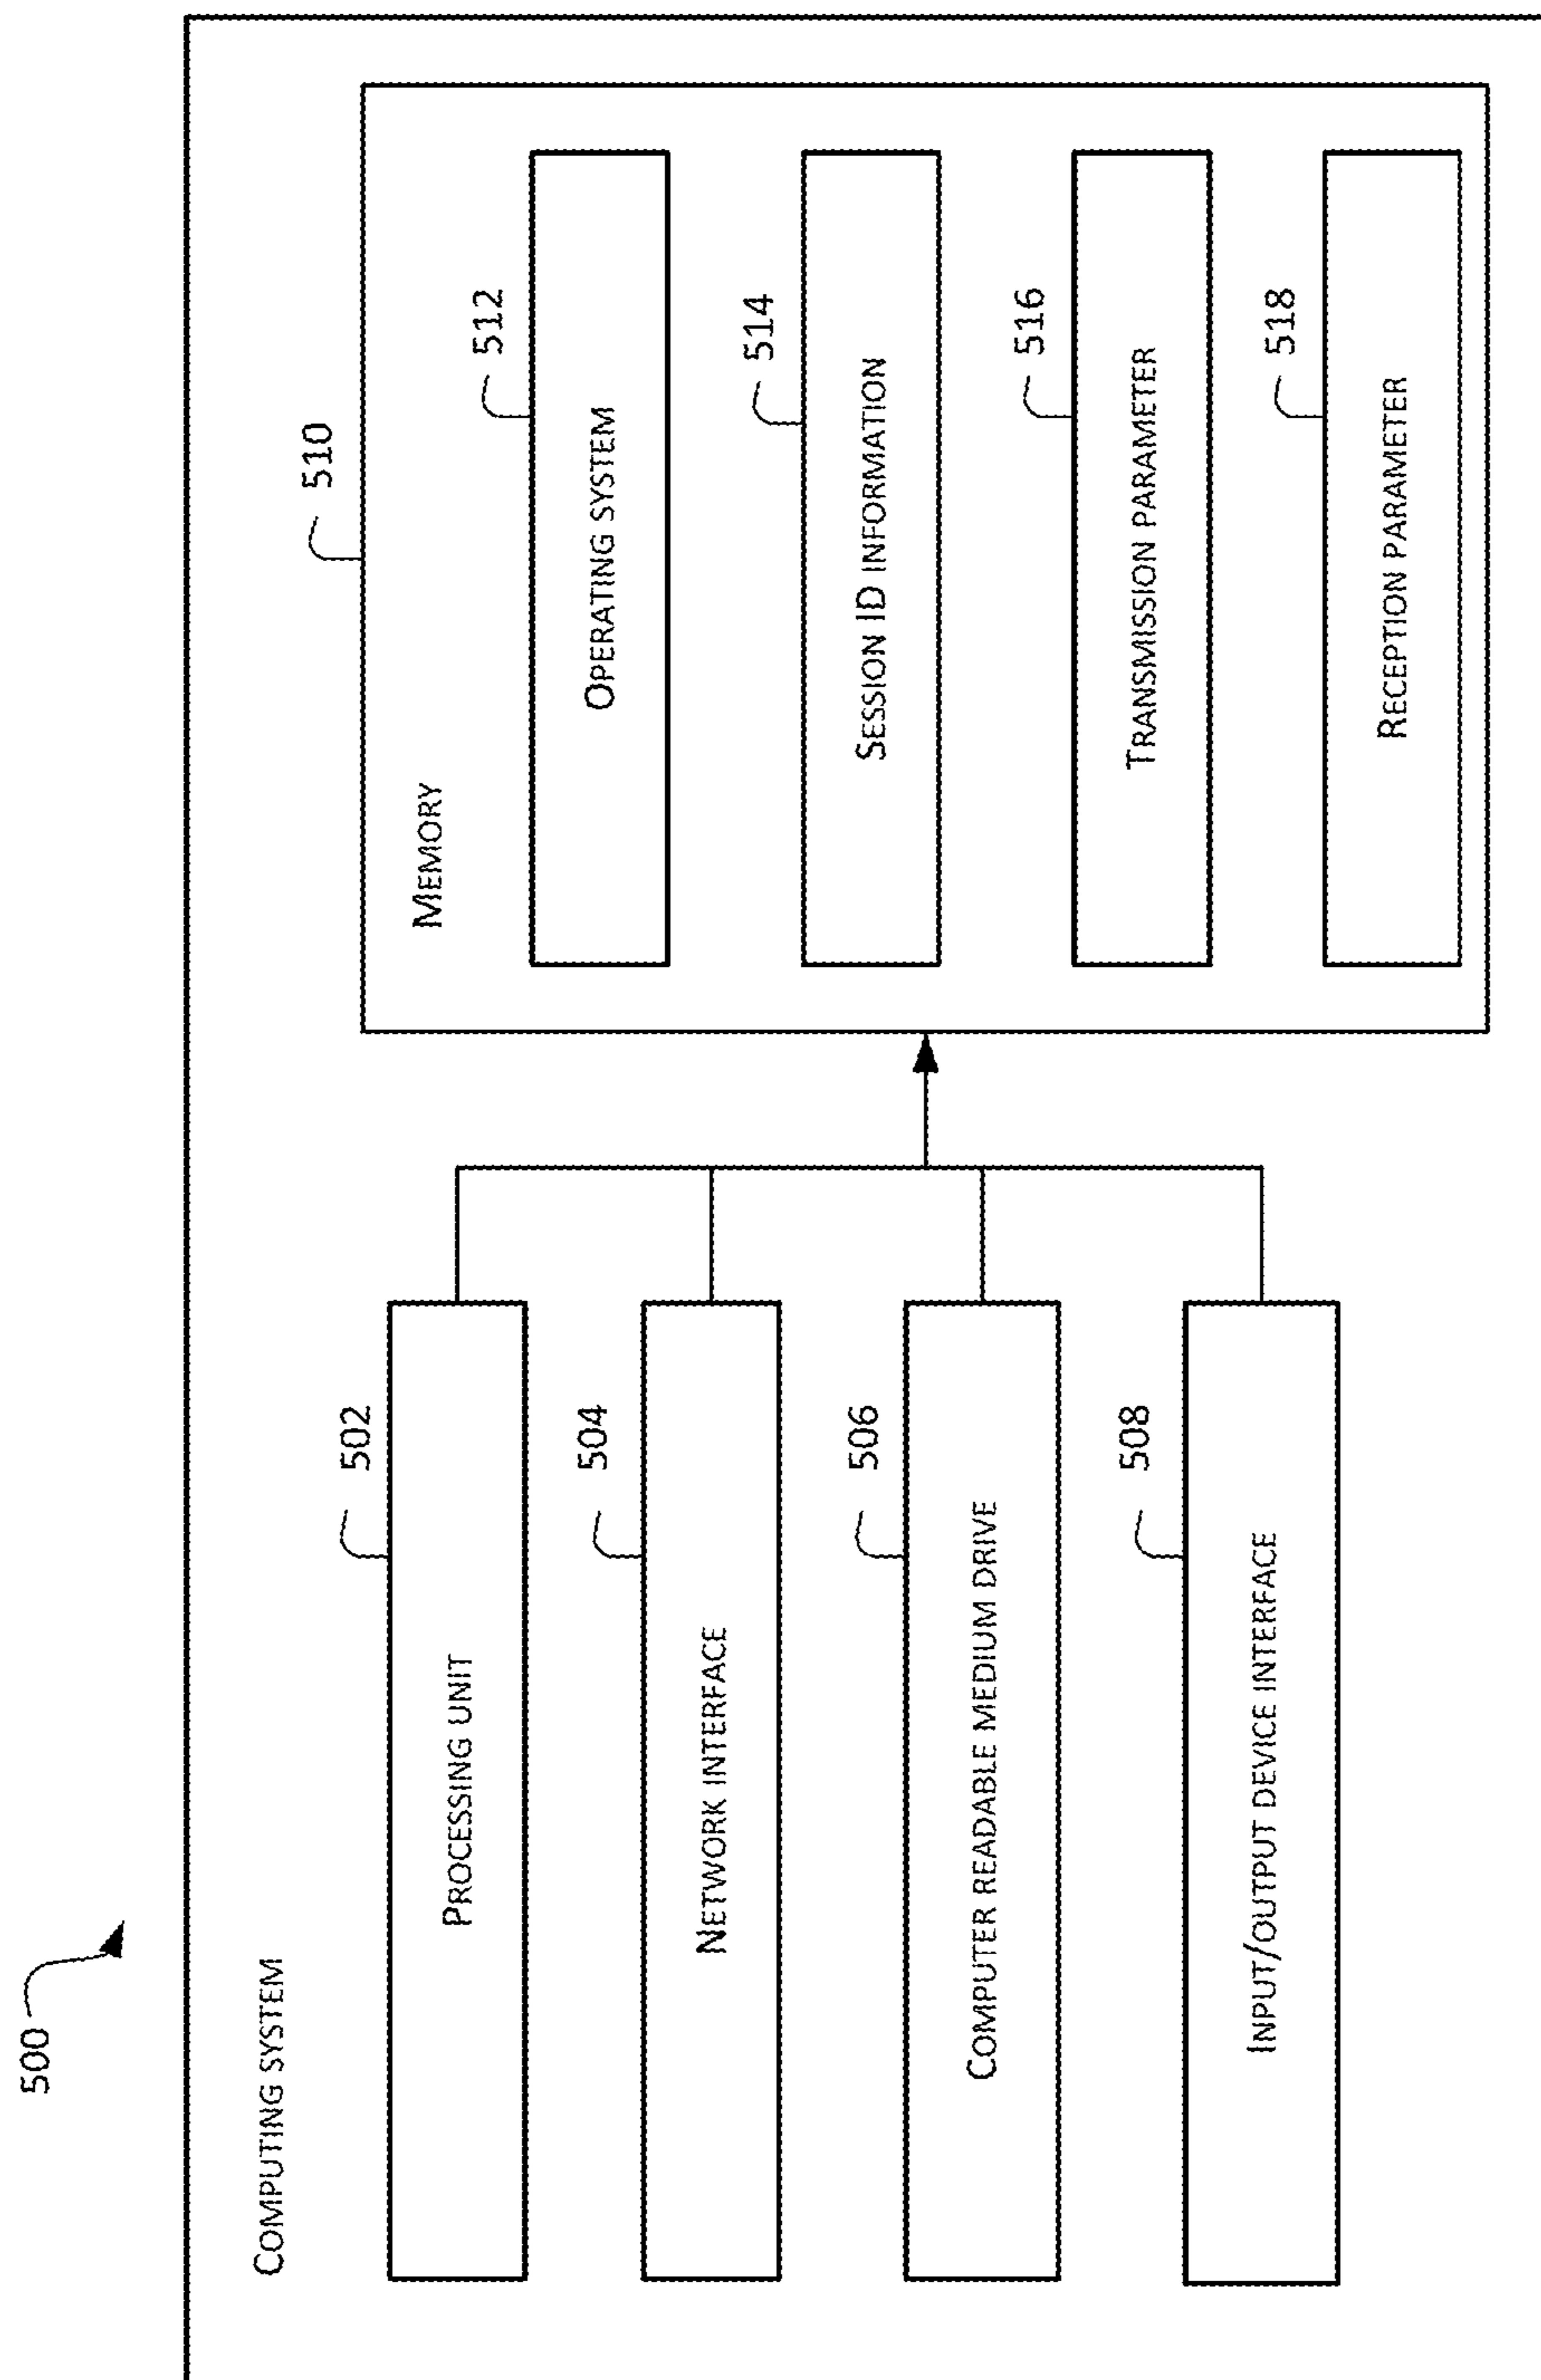 500
COMPUTING SYSTEM
502
PROCESSING UNIT
504
NETWORK INTERFACE
506
COMPUTER READABLE MEDIUM DRIVE
508
INPUT/OUTPUT DEVICE INTERFACE
510
MEMORY
512
OPERATING SYSTEM
514
SESSION ID INFORMATION
516
TRANSMISSION PARAMETER
518
RECEPTION PARAMETER